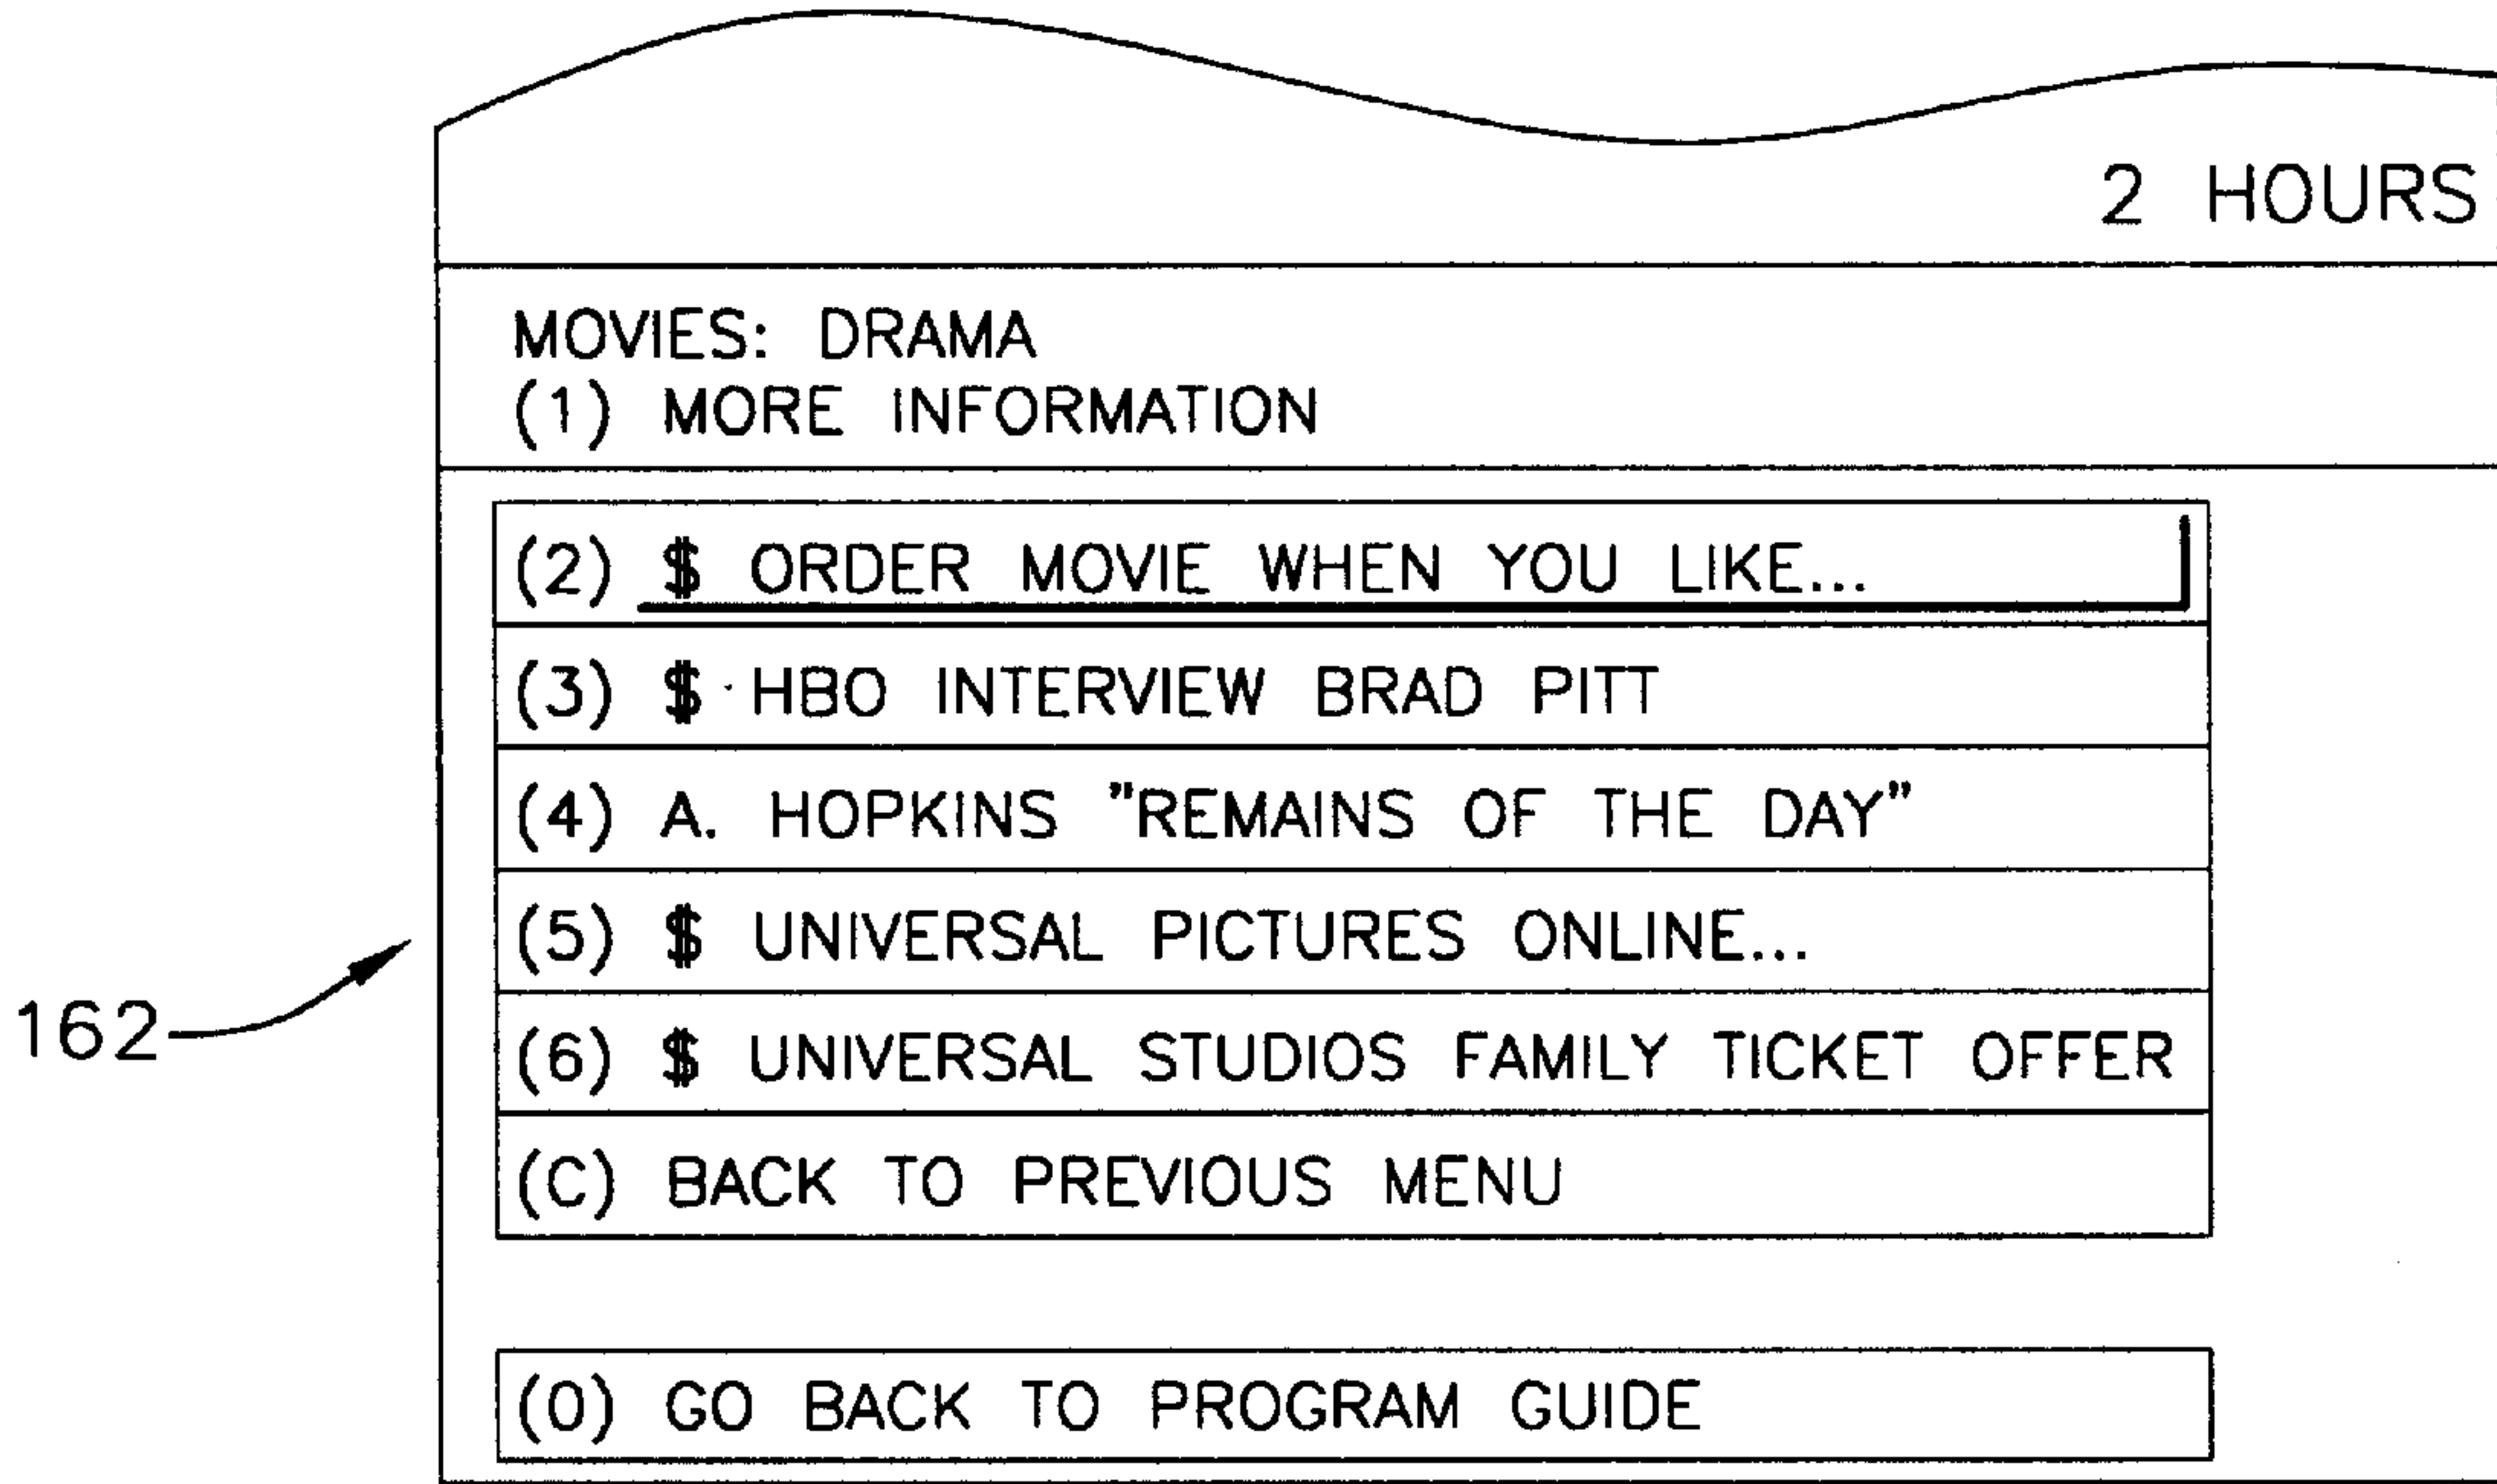 2 HOURS
MOVIES: DRAMA
(1) MORE INFORMATION
(2) $ ORDER MOVIE WHEN YOU LIKE...
(3) $ HBO INTERVIEW BRAD PITT
(4) A. HOPKINS "REMAINS OF THE DAY"
(5) $ UNIVERSAL PICTURES ONLINE...
162
(6) $ UNIVERSAL STUDIOS FAMILY TICKET OFFER
(C) BACK TO PREVIOUS MENU
(0) GO BACK TO PROGRAM GUIDE